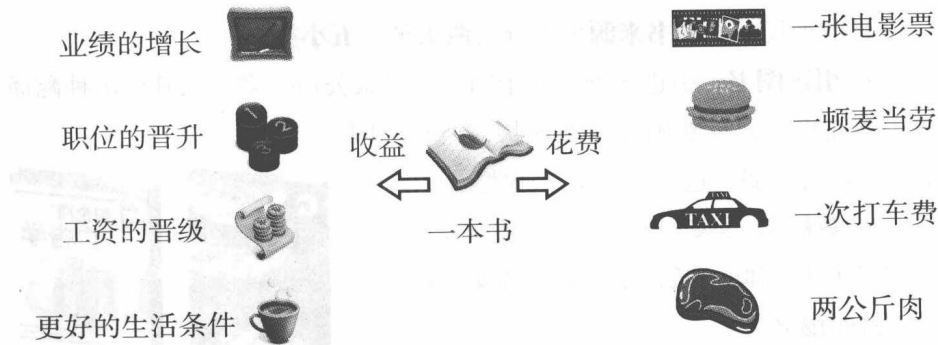 业绩的增长
职位的晋升
工资的晋级
更好的生活条件
收益
花费
一本书
一张电影票
一顿麦当劳
TAXI
TAXI
一次打车费
两公斤肉